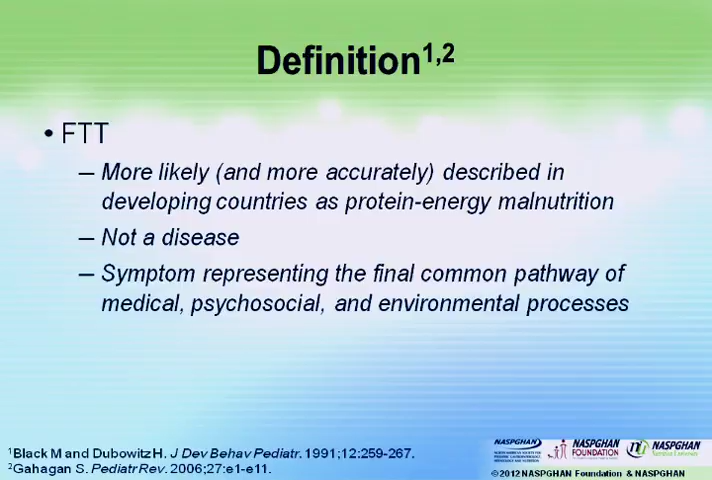 Definition1,2
• FTT
– More likely (and more accurately) described in
developing countries as protein-energy malnutrition
– Not a disease
– Symptom representing the final common pathway of
medical, psychosocial, and environmental processes
1Black M and Dubowitz H. J Dev Behav Pediatr. 1991;12:259-267.
2Gahagan S. Pediatr Rev. 2006;27:e1-e11.
NASPGHAN
NASPGHAN
FOUNDATION
NASPGHAN
©2012 NASPGHAN Foundation & NASPGHAN